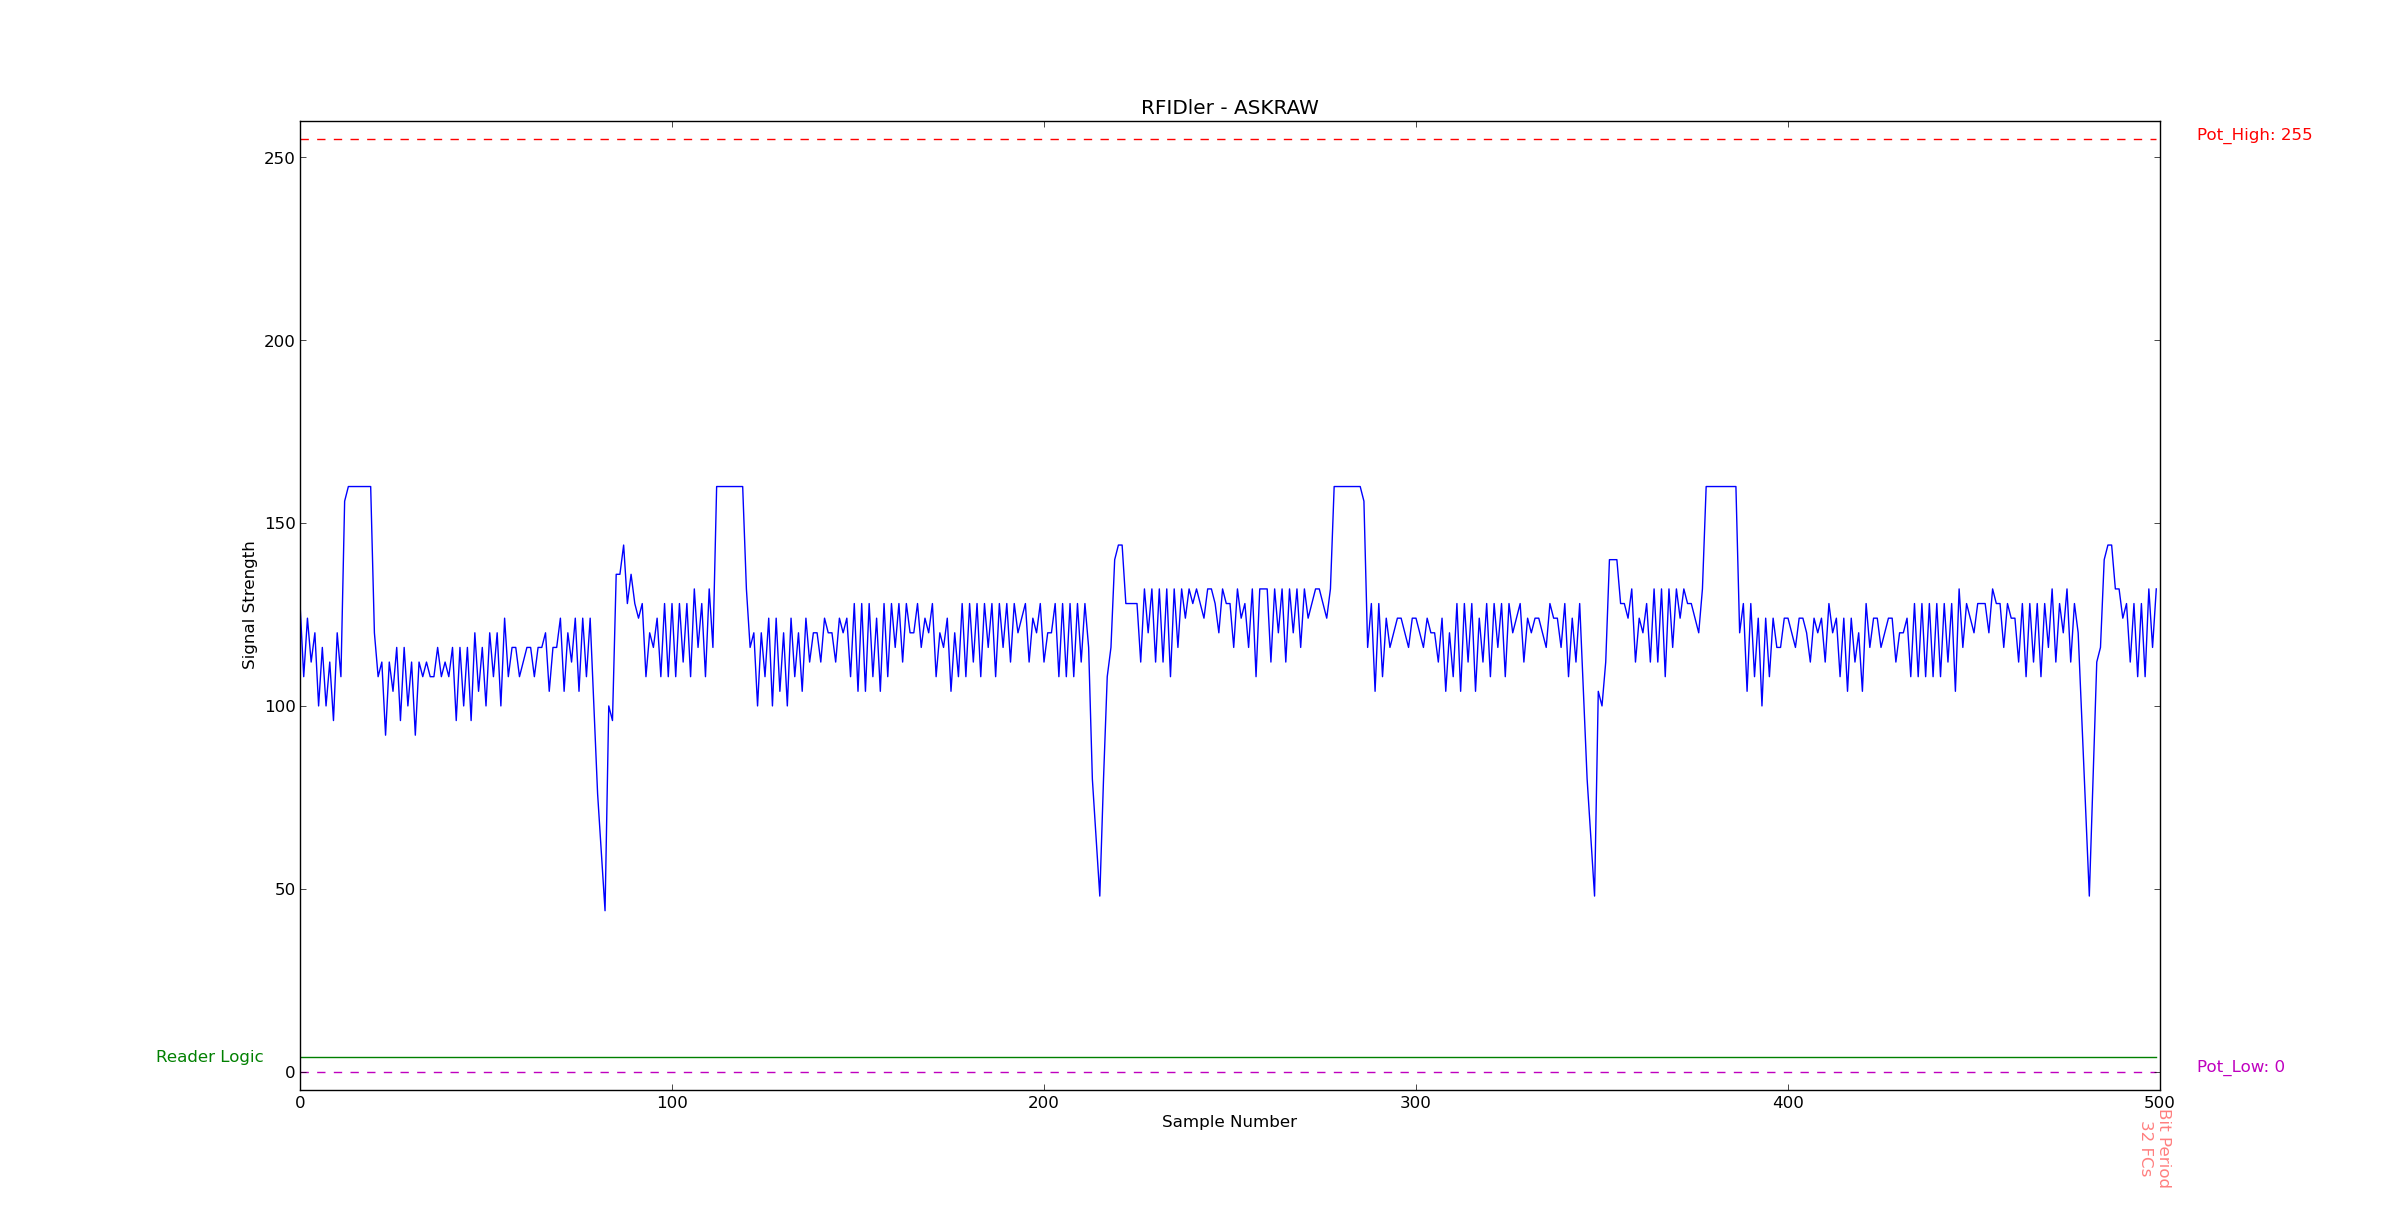 RFIDler - ASKRAW
Pot_High: 255
250
200
150
100
50
0
Signal Strength
Reader Logic
Pot_Low: 0
0
100
200
300
400
500
Sample Number
Bit Period
32 FCs